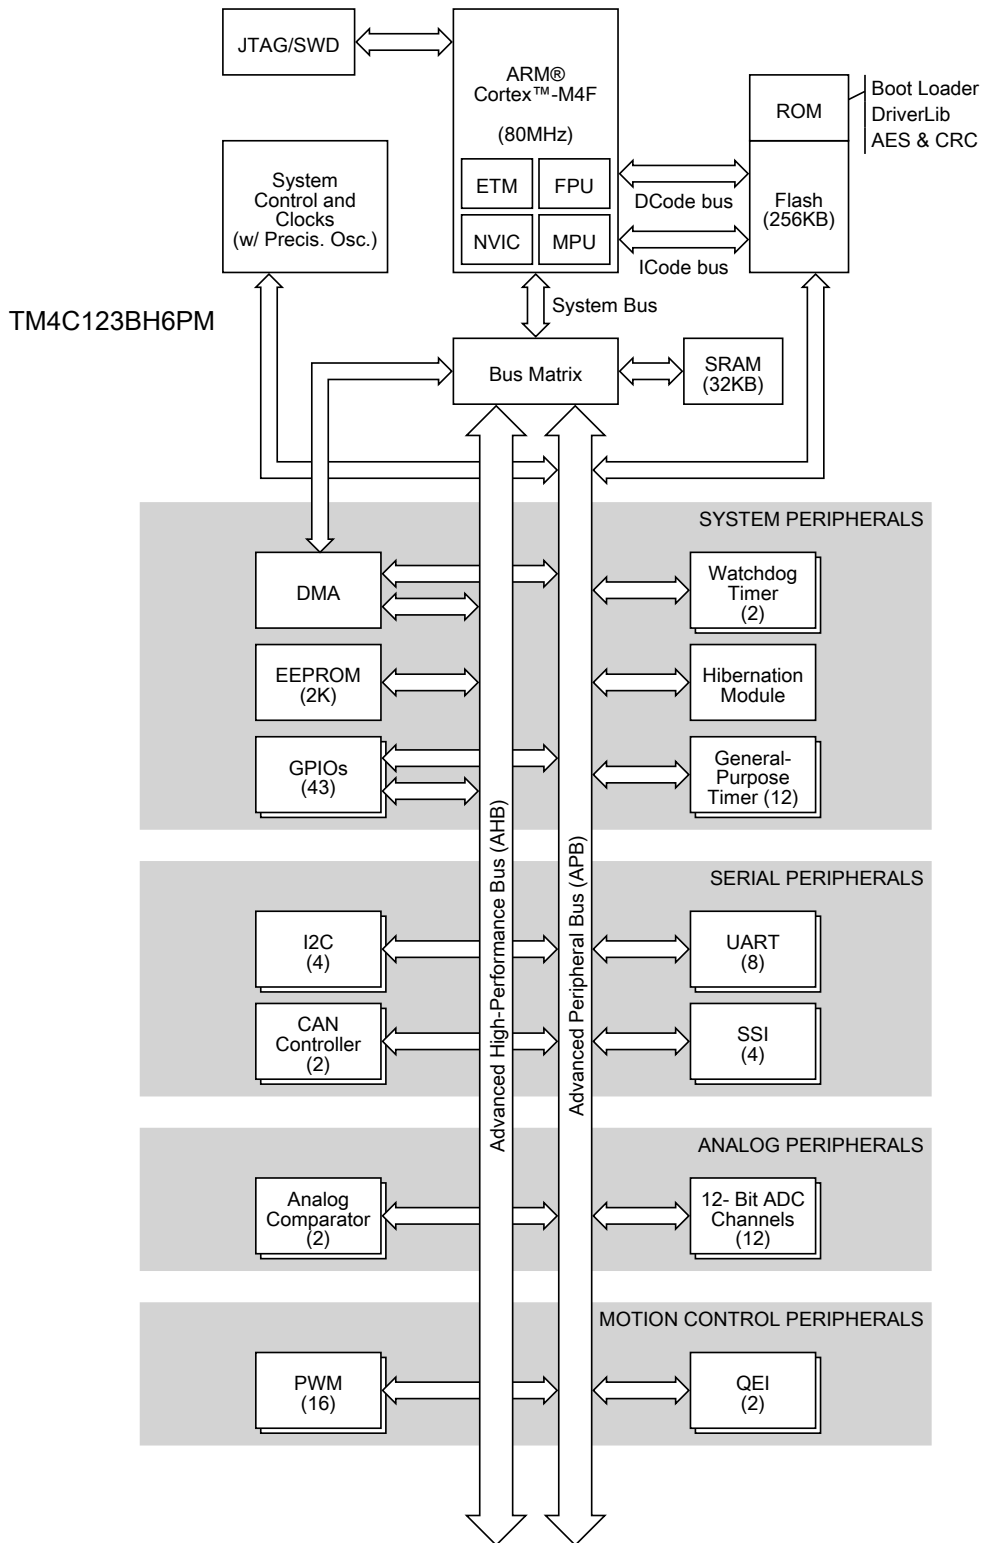 JTAG/SWD
ARM®
Cortex™-M4F
(80MHz)
ETM
FPU
NVIC
MPU
ROM
Boot Loader
DriverLib
AES & CRC
Flash
(256KB)
DCode bus
ICode bus
System
Control and
Clocks
(w/ Precis. Osc.)
TM4C123BH6PM
System Bus
Bus Matrix
SRAM
(32KB)
SYSTEM PERIPHERALS
DMA
Watchdog
Timer
(2)
EEPROM
(2K)
Hibernation
Module
GPIOs
(43)
General-
Purpose
Timer (12)
Advanced High-Performance Bus (AHB)
Advanced Peripheral Bus (APB)
SERIAL PERIPHERALS
I2C
(4)
UART
(8)
CAN
Controller
(2)
SSI
(4)
ANALOG PERIPHERALS
Analog
Comparator
(2)
12- Bit ADC
Channels
(12)
MOTION CONTROL PERIPHERALS
PWM
(16)
QEI
(2)